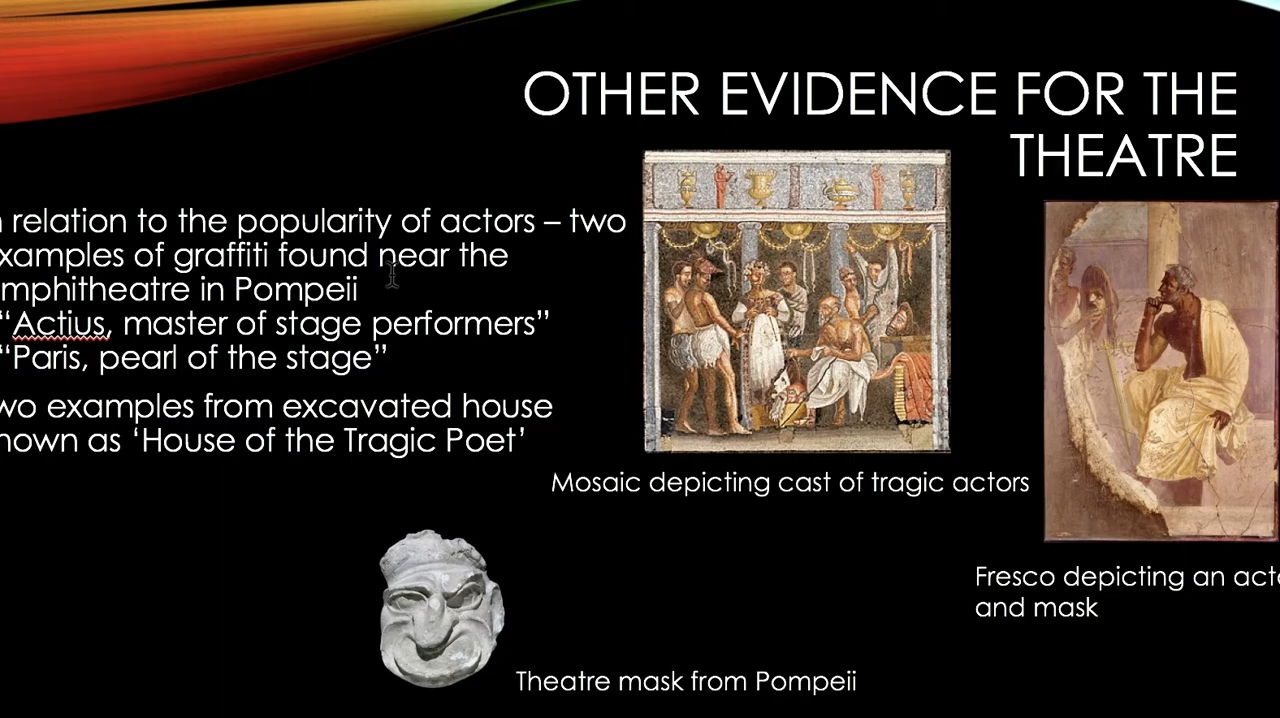 OTHER EVIDENCE FOR THE
THEATRE
relation to the popularity of actors – two
xamples of graffiti found near the
mphitheatre in Pompeii
“Actius, master of stage performers”
“Paris, pearl of the stage”
wo examples from excavated house
nown as ‘House of the Tragic Poet’
Mosaic depicting cast of tragic actors
Fresco depicting an act
and mask
Theatre mask from Pompeii